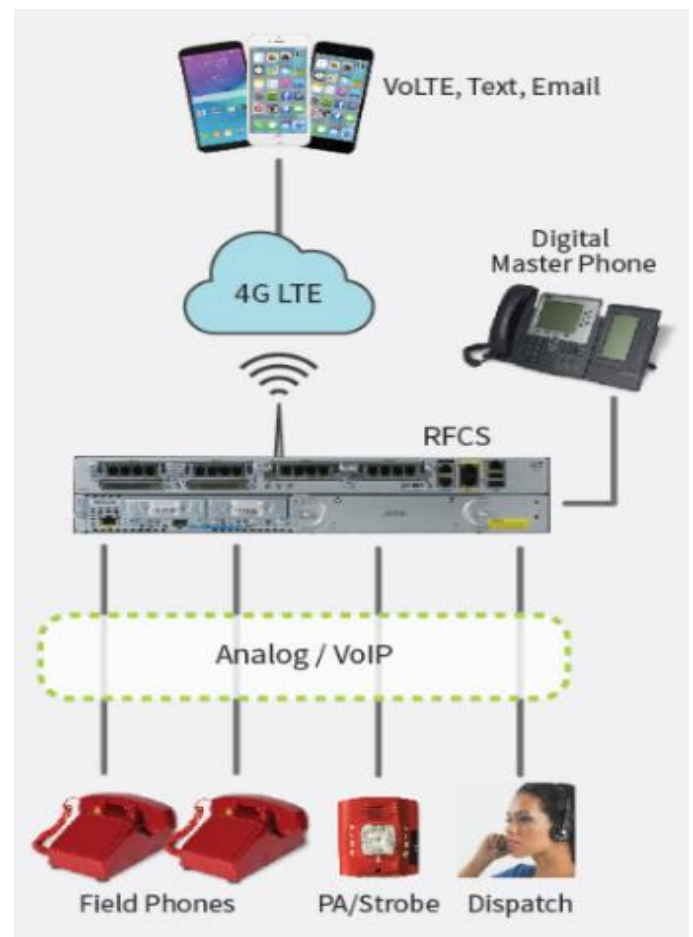 VoLTE, Text, Email
4G LTE
Digital
Master Phone
RFCS
Analog / VoIP
Field Phones
PA/Strobe
Dispatch